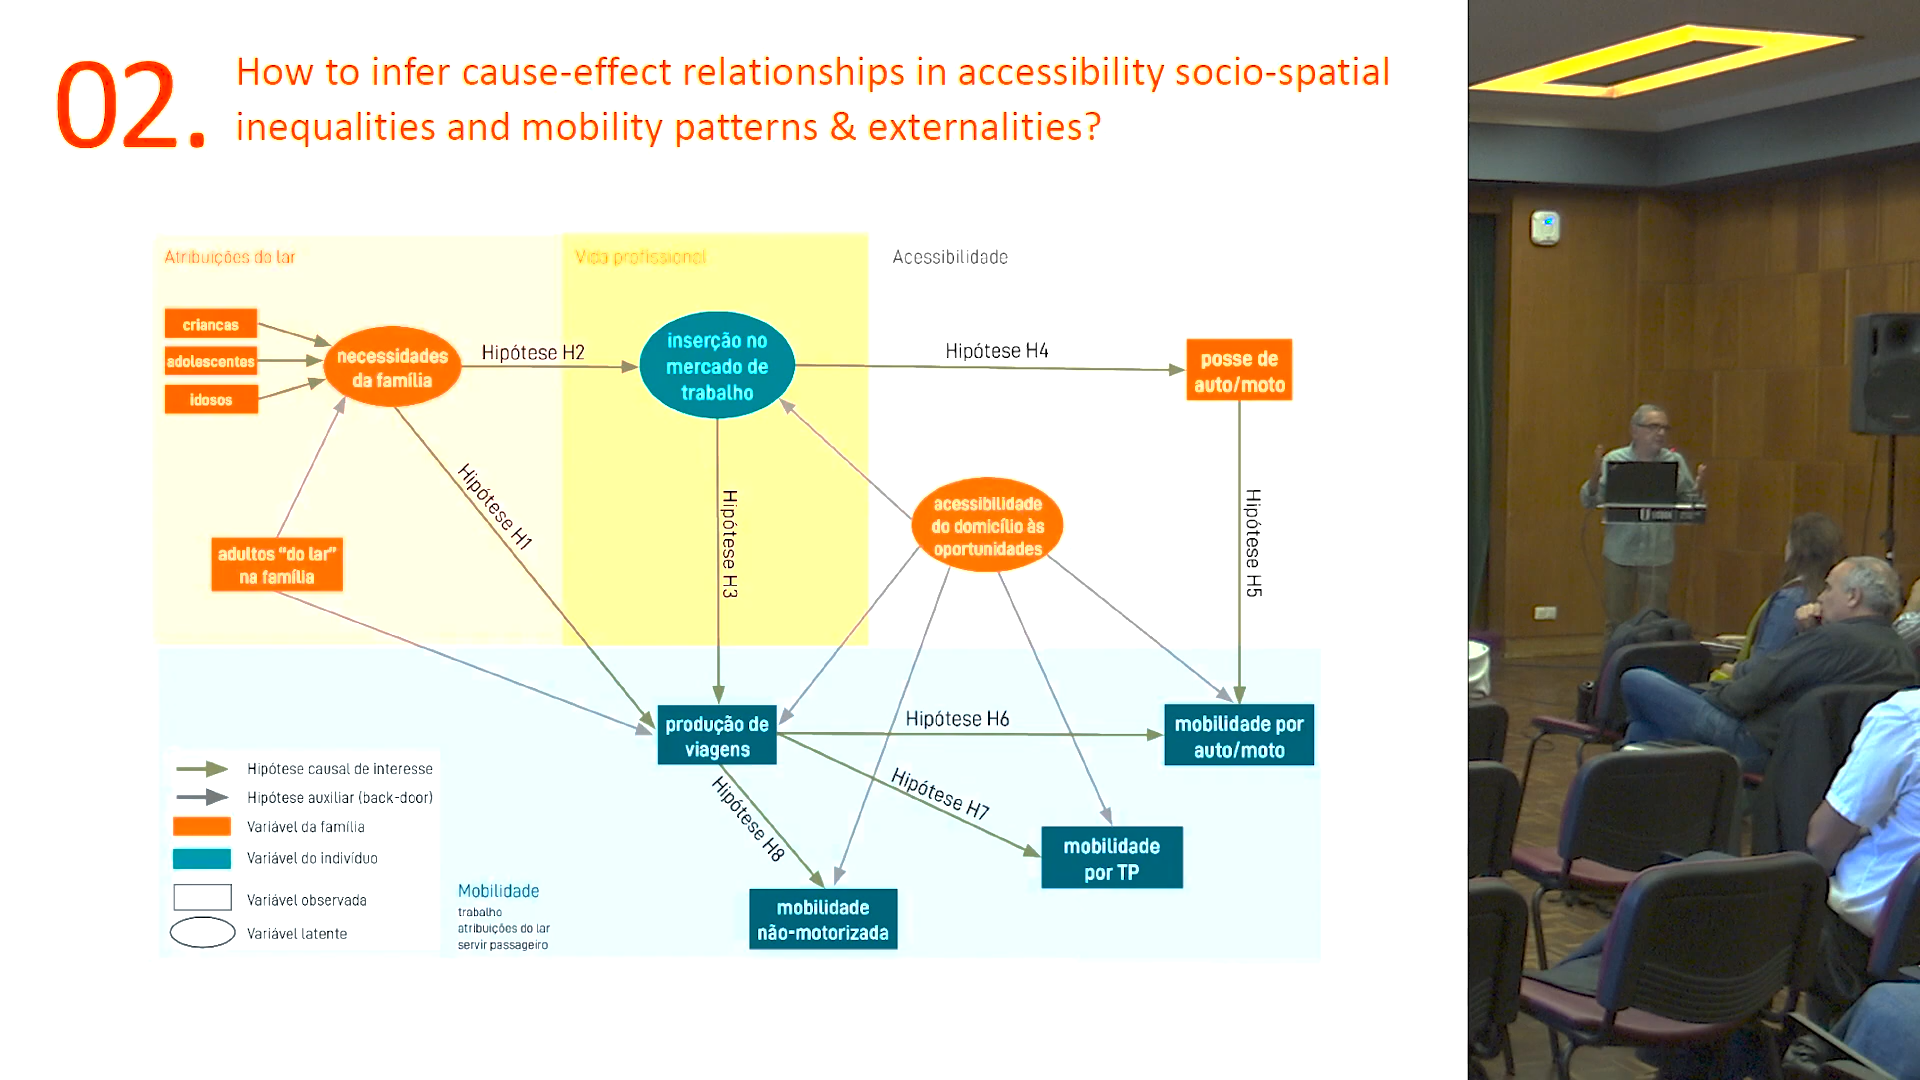 02.
How to infer cause-effect relationships in accessibility socio-spatial
inequalities and mobility patterns & externalities?
Atribuições do lar
Vida profissional
Acessibilidade
criancas
adolescentes
idosos
necessidades
da família
Hipótese H2
inserção no
mercado de
trabalho
Hipótese H4
posse de
auto/moto
Hipótese H1
Hipótese H3
acessibilidade
do domicílio às
oportunidades
Hipótese H5
adultos "do lar"
na família
produção de
viagens
Hipótese H6
mobilidade por
auto/moto
Hipótese H7
Hipótese H8
mobilidade
por TP
mobilidade
não-motorizada
Hipótese causal de interesse
Hipótese auxiliar (back-door)
Variável da família
Variável do indivíduo
Variável observada
Variável latente
Mobilidade
trabalho
atribuições do lar
servir passageiro